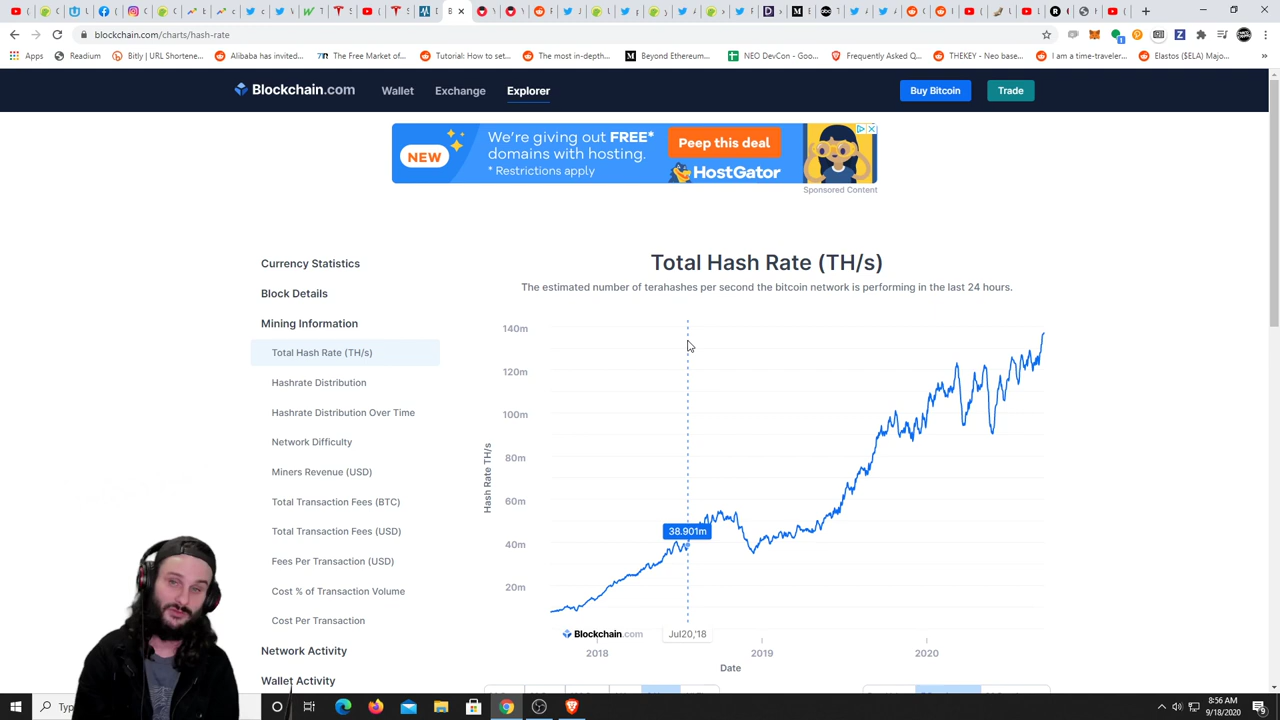 blockchain.com/charts/hash-rate
Apps
Readium
Bitly | URL Shortene...
Alibaba has invited...
The Free Market of...
Tutorial: How to set...
The most in-depth...
Beyond Ethereum...
NEO DevCon - Goo...
Frequently Asked Q...
THEKEY - Neo base...
I am a time-traveler...
Elastos ($ELA) Majo...
Blockchain.com
Wallet
Exchange
Explorer
Buy Bitcoin
Trade
NEW
We're giving out FREE*
domains with hosting.
* Restrictions apply
Peep this deal
HostGator
Sponsored Content
Currency Statistics
Block Details
Mining Information
Total Hash Rate (TH/s)
Hashrate Distribution
Hashrate Distribution Over Time
Network Difficulty
Miners Revenue (USD)
Total Transaction Fees (BTC)
Total Transaction Fees (USD)
Fees Per Transaction (USD)
Cost % of Transaction Volume
Cost Per Transaction
Network Activity
Wallet Activity
Total Hash Rate (TH/s)
The estimated number of terahashes per second the bitcoin network is performing in the last 24 hours.
140m
120m
100m
80m
60m
40m
20m
Hash Rate TH/s
38.901m
Blockchain.com
Jul20,'18
2018
2019
2020
Date
Typ
8:56 AM
9/18/2020